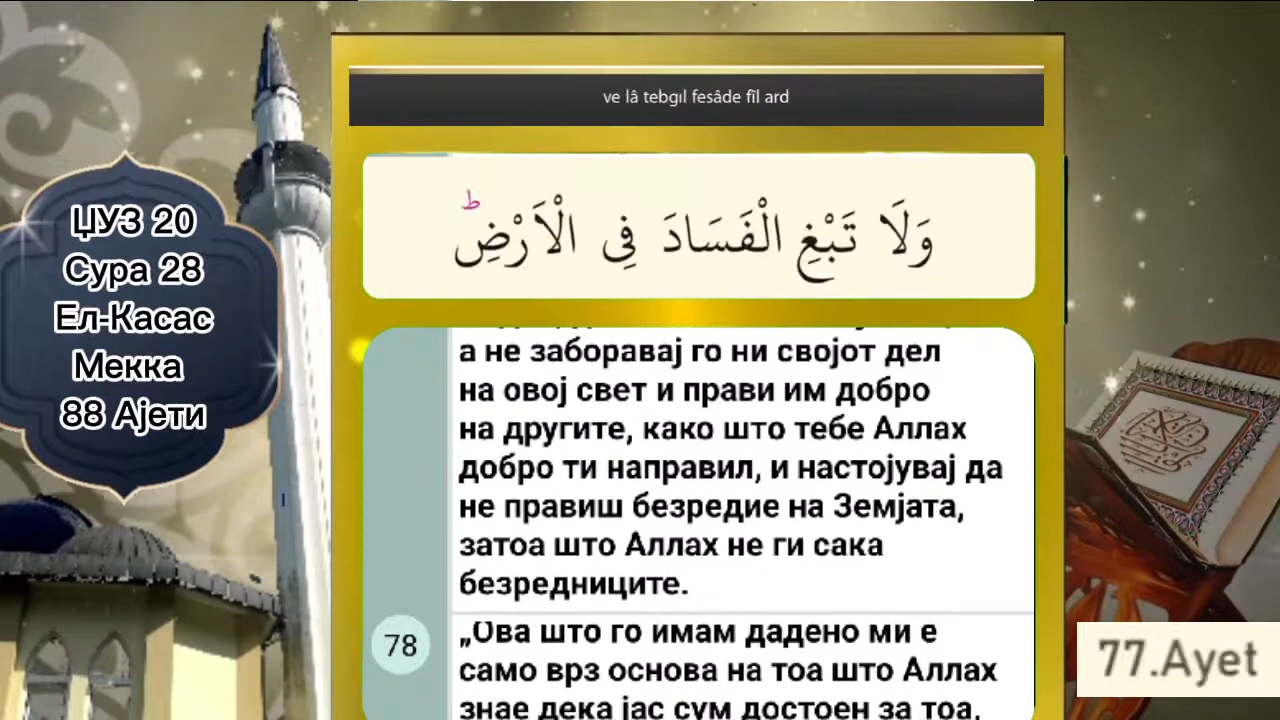 ve lâ tebgıl fesâde fîl ard
وَلَا تَبْغِ الْفَسَادَ فِى الْاَرْضِۜ
ЏУЗ 20
Сура 28
Ел-Касас
Мекка
88 Ајети
а не заборавај го ни својот дел
на овој свет и прави им добро
на другите, како што тебе Аллах
добро ти направил, и настојувај да
не правиш безредие на Земјата,
затоа што Аллах не ги сака
безредниците.
78
„Ова што го имам дадено ми е
само врз основа на тоа што Аллах
знае дека јас сум достоен за тоа,
77.Ayet